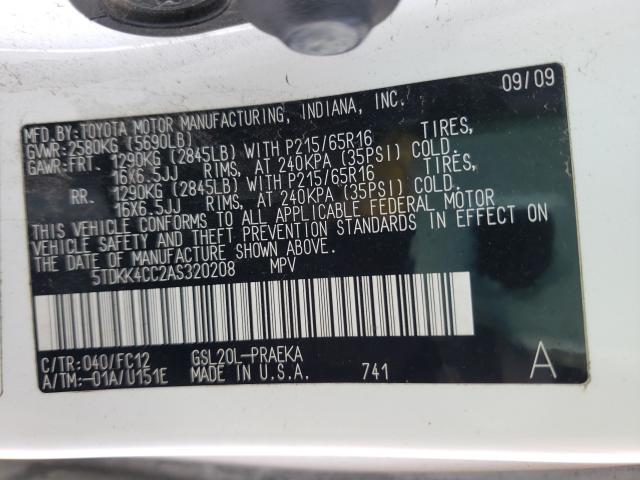 09/09
MFD.BY:TOYOTA MOTOR MANUFACTURING, INDIANA, INC.
GVWR:2580KG (5690LB)
GAWR:FRT. 1290KG (2845LB) WITH P215/65R16 TIRES,
16X6.5JJ RIMS, AT 240KPA (35PSI) COLD.
RR. 1290KG (2845LB) WITH P215/65R16 TIRES,
16X6.5JJ RIMS, AT 240KPA (35PSI) COLD.
THIS VEHICLE CONFORMS TO ALL APPLICABLE FEDERAL MOTOR
VEHICLE SAFETY AND THEFT PREVENTION STANDARDS IN EFFECT ON
THE DATE OF MANUFACTURE SHOWN ABOVE.
5TDKK4CC2AS320208 MPV
C/TR:040/FC12 GSL20L-PRAEKA
A/TM:-01A/U151E MADE IN U.S.A. 741 A